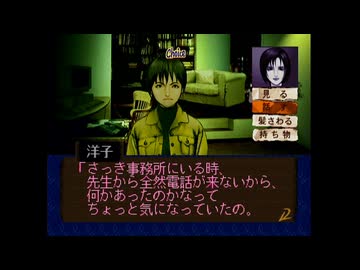 Choice
見る
話す
髪さわる
持ち物
洋子
「さっき事務所にいる時、
先生から全然電話が来ないから、
何かあったのかなって
ちょっと気になっていたの。